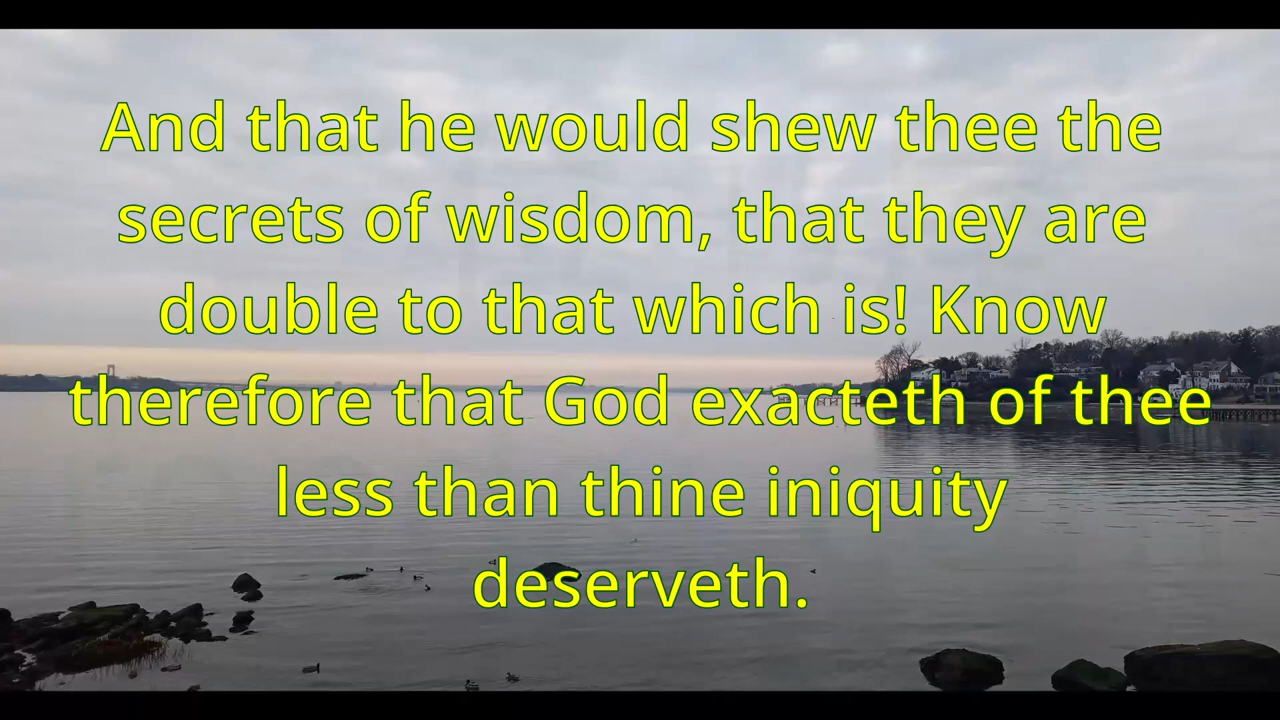 And that he would shew thee the
secrets of wisdom, that they are
double to that which is! Know
therefore that God exacteth of thee
less than thine iniquity
deserveth.